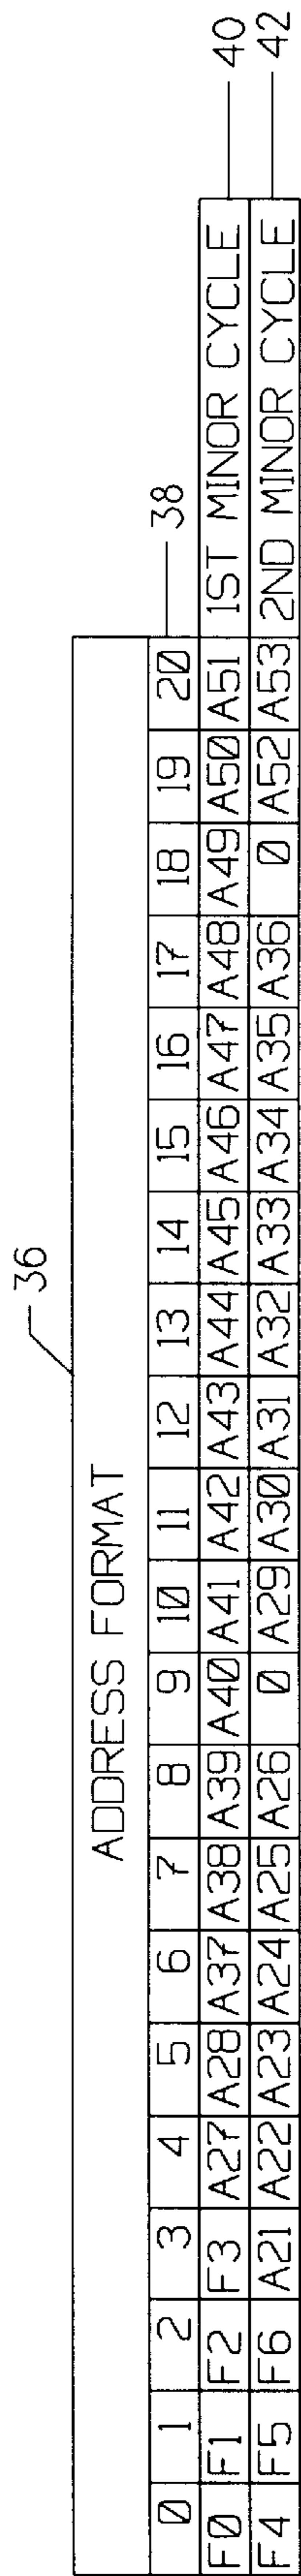 36
ADDRESS FORMAT
0 1 2 3 4 5 6 7 8 9 10 11 12 13 14 15 16 17 18 19 20 38
F0 F1 F2 F3 A27 A28 A37 A38 A39 A40 A41 A42 A43 A44 A45 A46 A47 A48 A49 A50 A51 1ST MINOR CYCLE 40
F4 F5 F6 A21 A22 A23 A24 A25 A26 0 A29 A30 A31 A32 A33 A34 A35 A36 0 A52 A53 2ND MINOR CYCLE 42